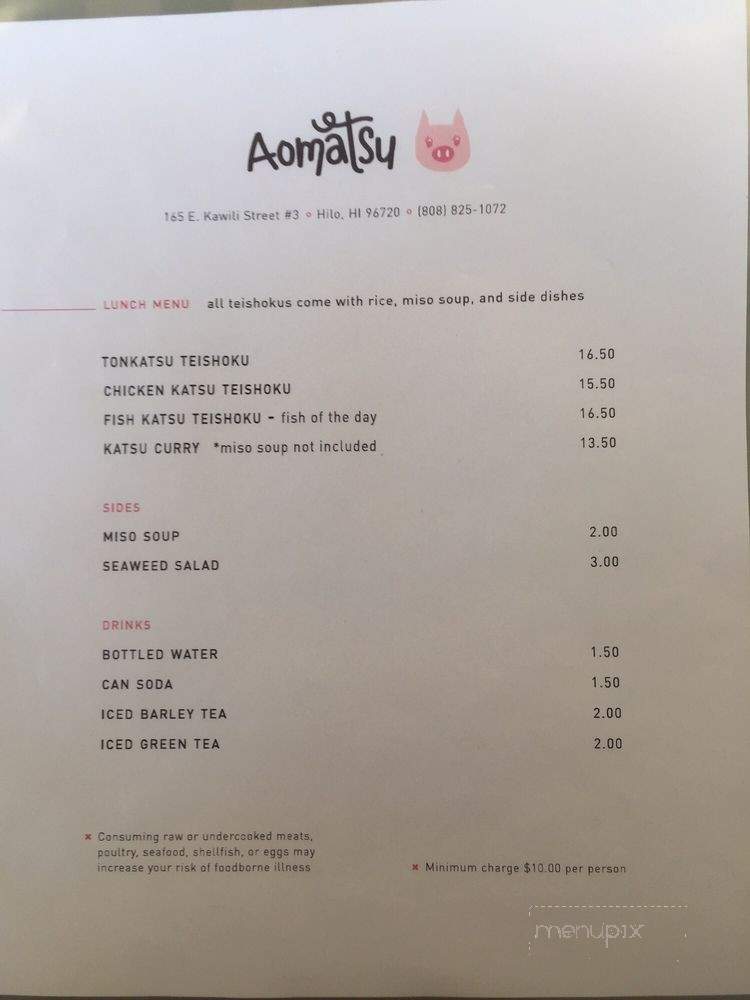 Aomatsu
165 E. Kawili Street #3 ⋄ Hilo, HI 96720 ⋄ (808) 825-1072
LUNCH MENU all teishokus come with rice, miso soup, and side dishes
TONKATSU TEISHOKU 16.50
CHICKEN KATSU TEISHOKU 15.50
FISH KATSU TEISHOKU - fish of the day 16.50
KATSU CURRY *miso soup not included 13.50
SIDES
MISO SOUP 2.00
SEAWEED SALAD 3.00
DRINKS
BOTTLED WATER 1.50
CAN SODA 1.50
ICED BARLEY TEA 2.00
ICED GREEN TEA 2.00
× Consuming raw or undercooked meats,
poultry, seafood, shellfish, or eggs may
increase your risk of foodborne illness
× Minimum charge $10.00 per person
menupix